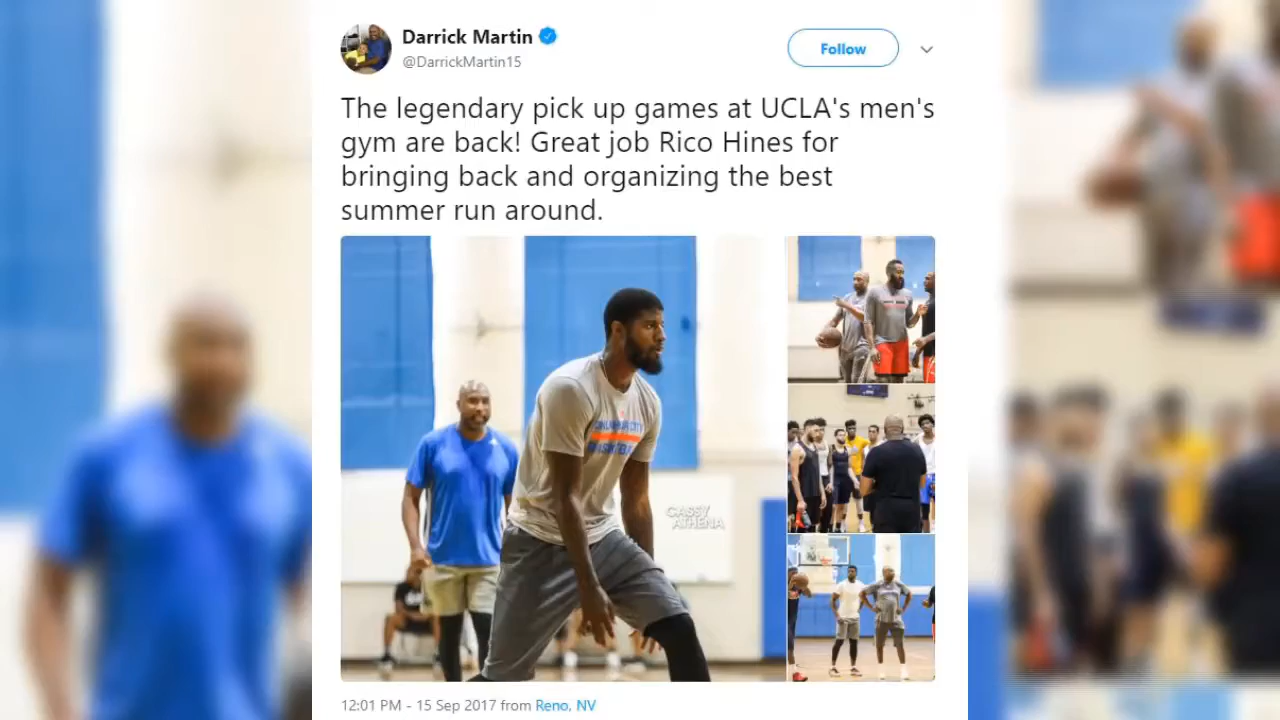 Darrick Martin
@DarrickMartin15
Follow
The legendary pick up games at UCLA's men's
gym are back! Great job Rico Hines for
bringing back and organizing the best
summer run around.
CASSY
ATHENA
12:01 PM - 15 Sep 2017 from Reno, NV